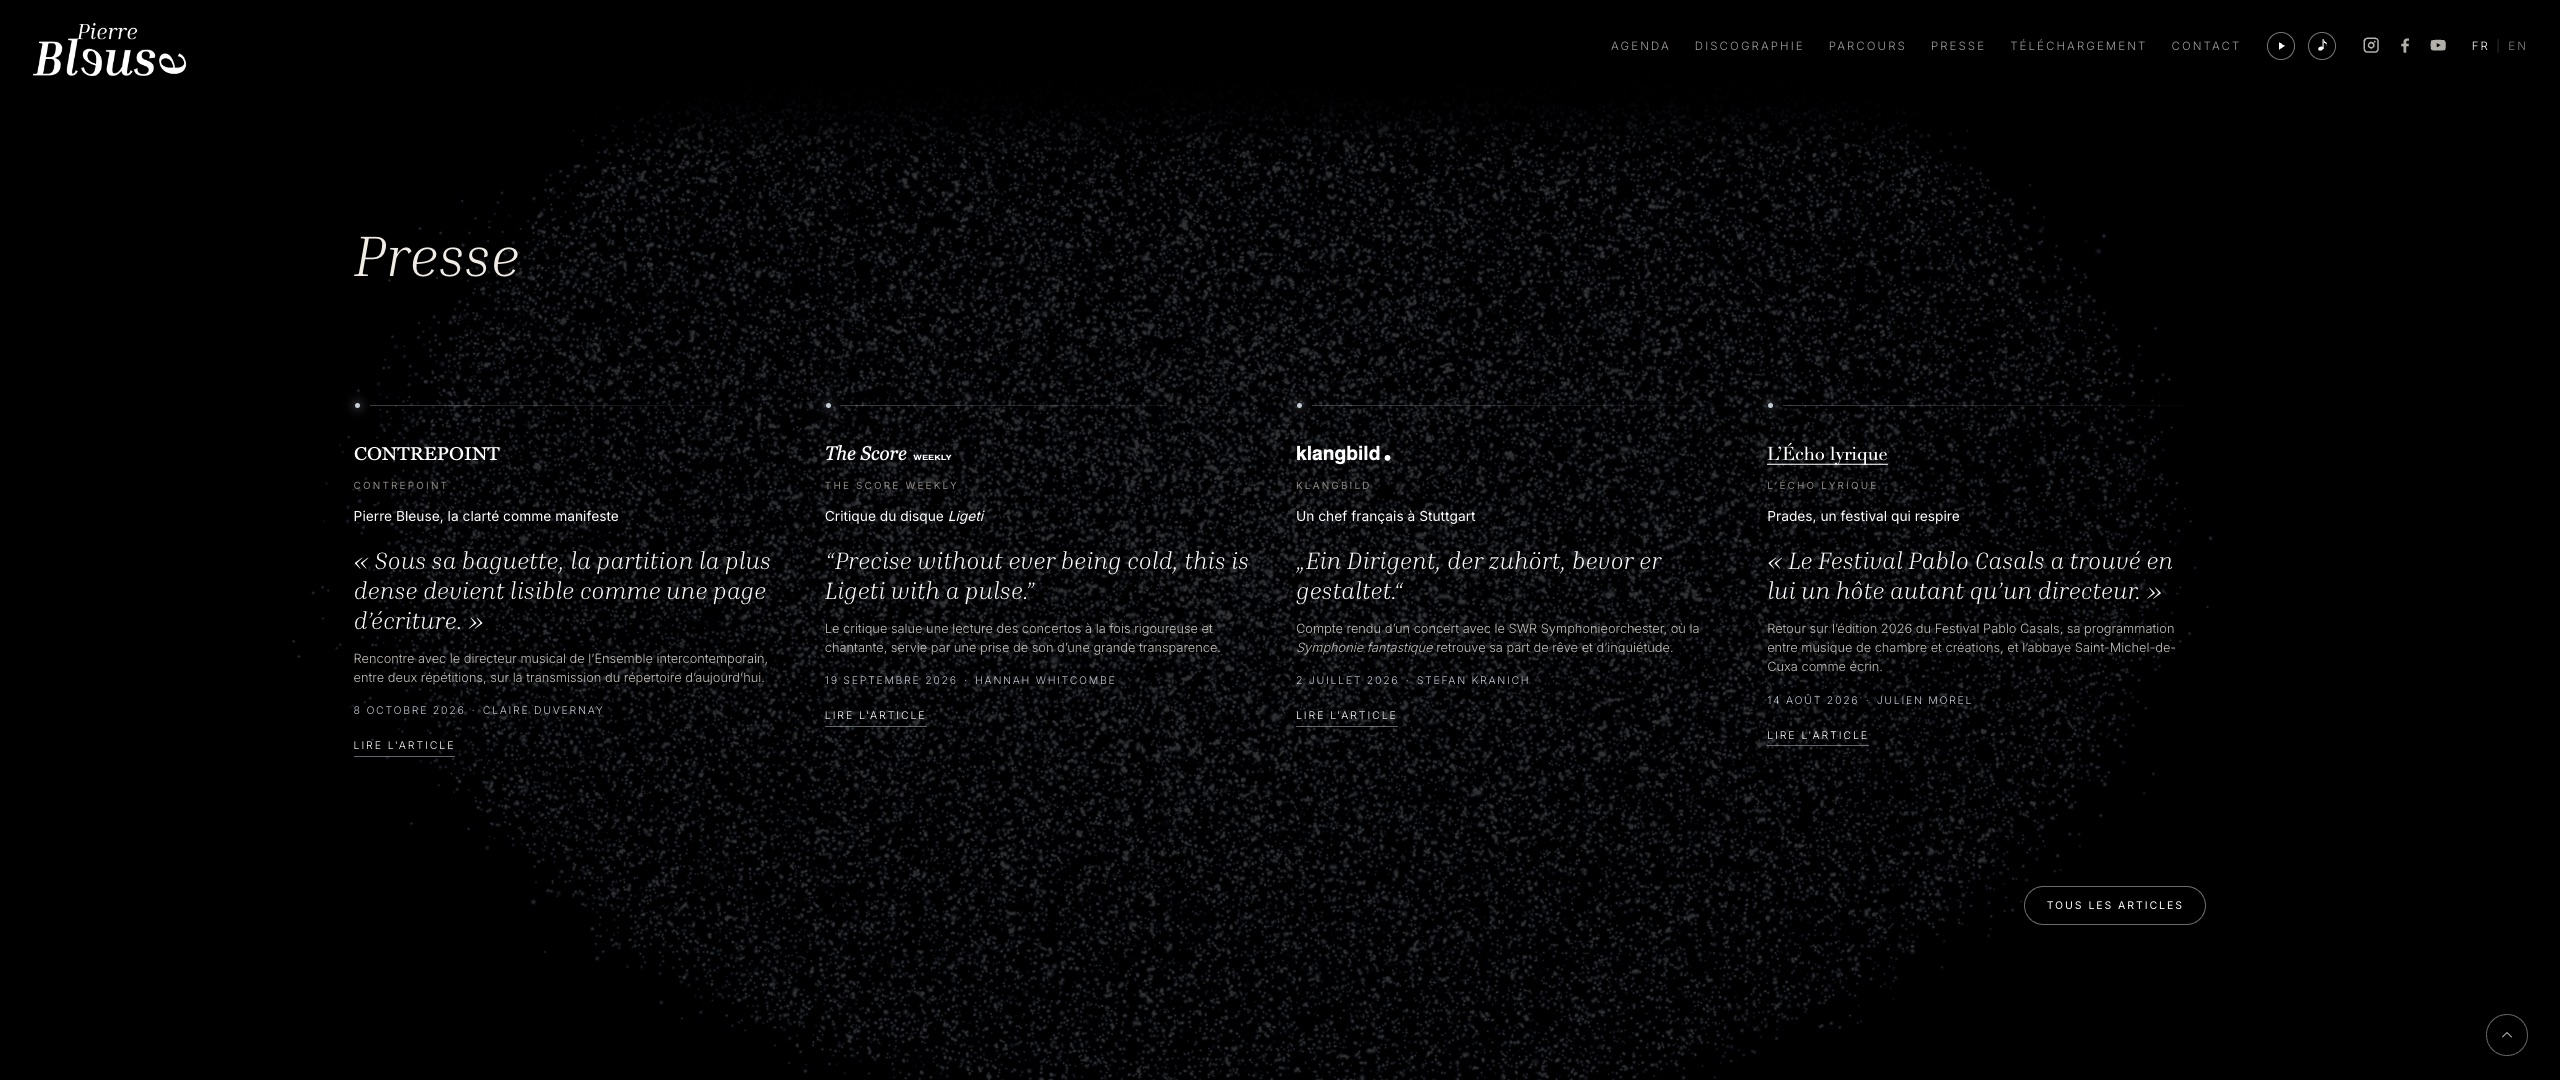 Pierre
Bleuse
AGENDA DISCOGRAPHIE PARCOURS PRESSE TÉLÉCHARGEMENT CONTACT FR | EN
Presse
CONTREPOINT
CONTREPOINT
Pierre Bleuse, la clarté comme manifeste
« Sous sa baguette, la partition la plus
dense devient lisible comme une page
d’écriture. »
Rencontre avec le directeur musical de l’Ensemble intercontemporain,
entre deux répétitions, sur la transmission du répertoire d’aujourd’hui.
8 OCTOBRE 2026 · CLAIRE DUVERNAY
LIRE L'ARTICLE
The Score WEEKLY
THE SCORE WEEKLY
Critique du disque Ligeti
“Precise without ever being cold, this is
Ligeti with a pulse.”
Le critique salue une lecture des concertos à la fois rigoureuse et
chantante, servie par une prise de son d’une grande transparence.
19 SEPTEMBRE 2026 · HANNAH WHITCOMBE
LIRE L'ARTICLE
klangbild.
KLANGBILD
Un chef français à Stuttgart
„Ein Dirigent, der zuhört, bevor er
gestaltet.“
Compte rendu d’un concert avec le SWR Symphonieorchester, où la
Symphonie fantastique retrouve sa part de rêve et d’inquiétude.
2 JUILLET 2026 · STEFAN KRANICH
LIRE L'ARTICLE
L’Écho lyrique
L’ÉCHO LYRIQUE
Prades, un festival qui respire
« Le Festival Pablo Casals a trouvé en
lui un hôte autant qu’un directeur. »
Retour sur l’édition 2026 du Festival Pablo Casals, sa programmation
entre musique de chambre et créations, et l’abbaye Saint-Michel-de-
Cuxa comme écrin.
14 AOÛT 2026 · JULIEN MOREL
LIRE L'ARTICLE
TOUS LES ARTICLES